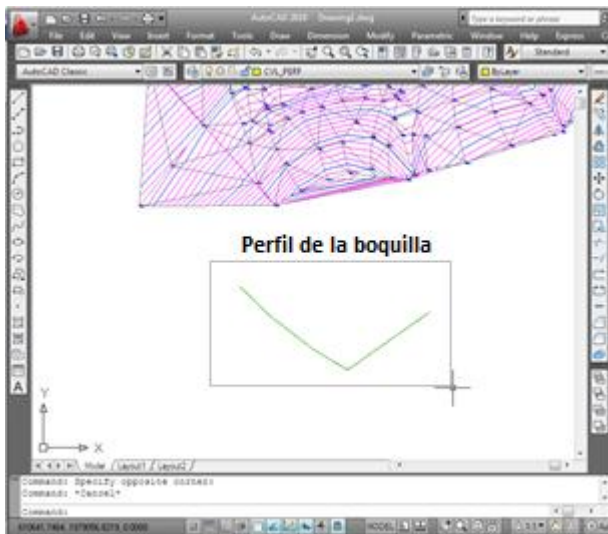 AutoCAD 2010 Drawing1.dwg
Type a keyword or phrase
File Edit View Insert Format Tools Draw Dimension Modify Parametric Window Help Express
Standard
AutoCAD Classic
CVL_PERF
ByLayer
Perfil de la boquilla
A
Y
X
Model Layout1 Layout2
Command: Specify opposite corner:
Command: *Cancel*
Command:
MODEL